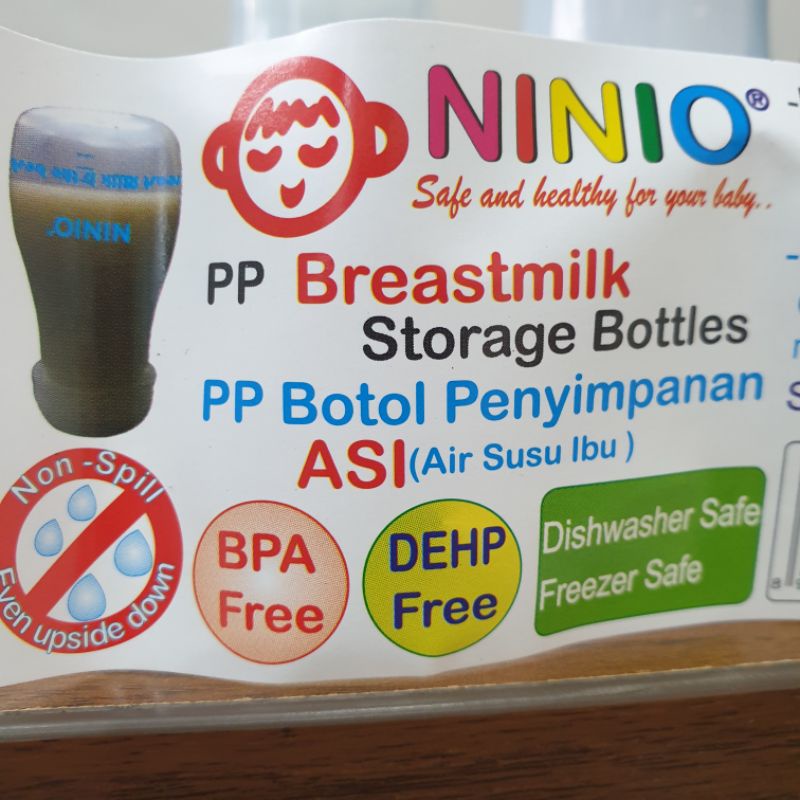 NINIO®
Safe and healthy for your baby..
PP Breastmilk
Storage Bottles
PP Botol Penyimpanan
ASI (Air Susu Ibu )
NINIO
Non -Spill
Even upside down
BPA
Free
DEHP
Free
Dishwasher Safe
Freezer Safe